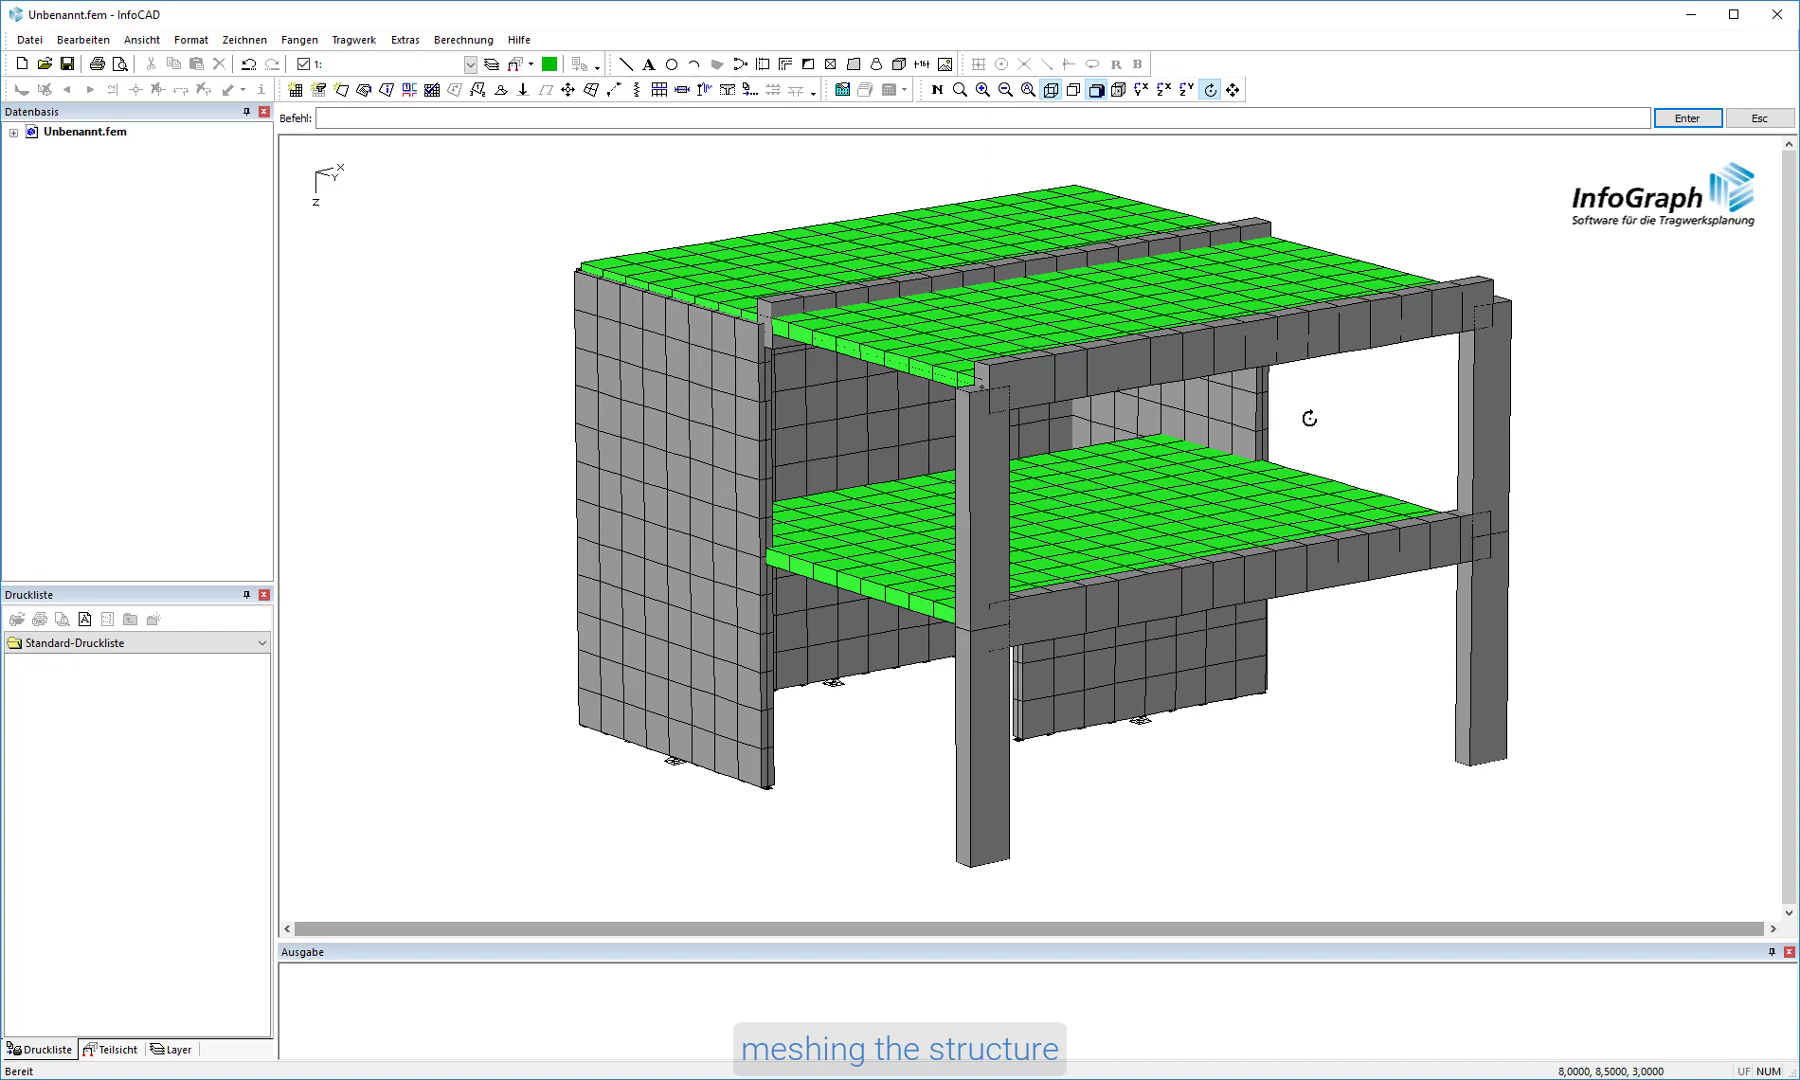 Unbenannt.fem - InfoCAD
Datei Bearbeiten Ansicht Format Zeichnen Fangen Tragwerk Extras Berechnung Hilfe
1:
Datenbasis
Befehl:
Enter
Esc
Unbenannt.fem
X
Y
Z
InfoGraph
Software für die Tragwerksplanung
Druckliste
Standard-Druckliste
Ausgabe
meshing the structure
Druckliste Teilsicht Layer
Bereit
8,0000, 8,5000, 3,0000
UF NUM